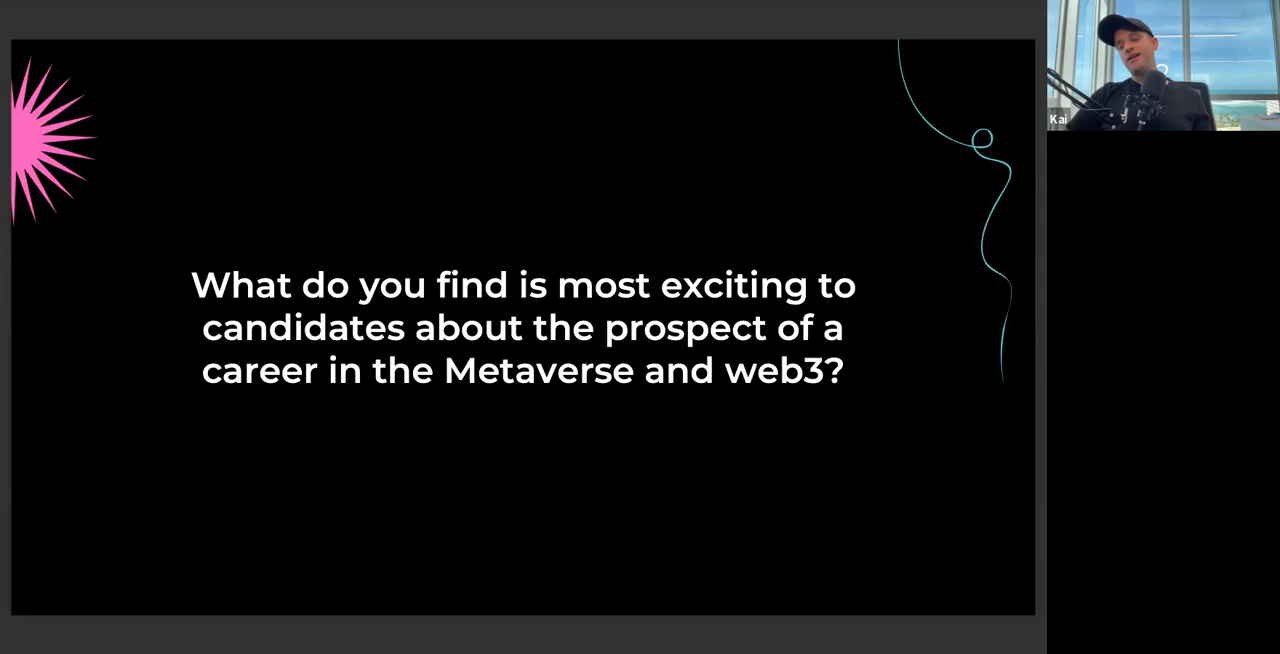 What do you find is most exciting to
candidates about the prospect of a
career in the Metaverse and web3?
Kai